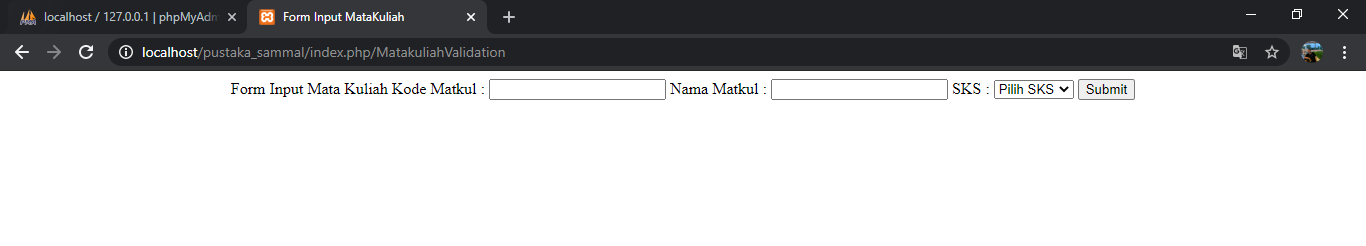 localhost / 127.0.0.1 | phpMyAdm
Form Input MataKuliah
localhost/pustaka_sammal/index.php/MatakuliahValidation
Form Input Mata Kuliah Kode Matkul : Nama Matkul : SKS : Pilih SKS Submit